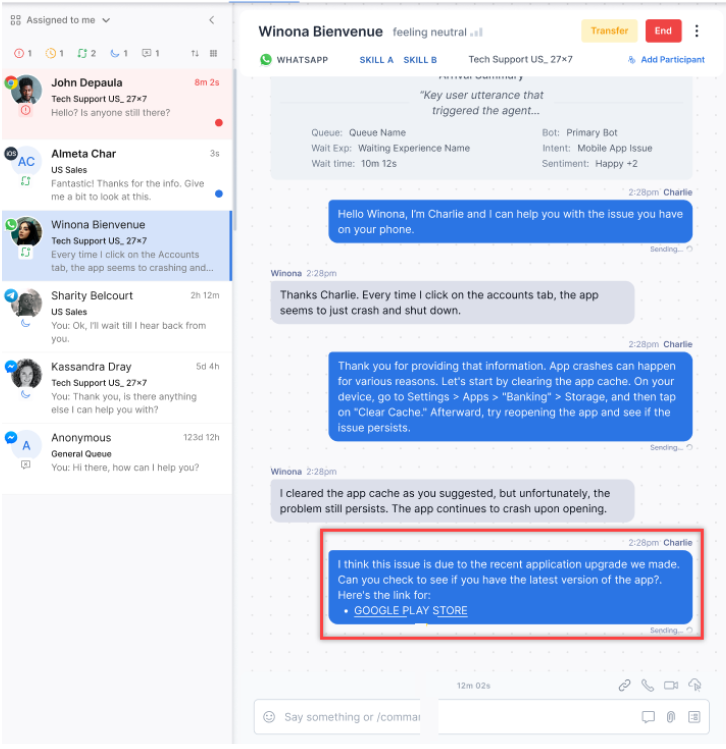 Assigned to me
1 1 2 1 1
John Depaula 8m 2s
Tech Support US_ 27x7
Hello? Is anyone still there?
iOS
AC
Almeta Char 3s
US Sales
Fantastic! Thanks for the info. Give
me a bit to look at this.
Winona Bienvenue
Tech Support US_ 27×7
Every time I click on the Accounts
tab, the app seems to crashing and...
Sharity Belcourt 2h 12m
US Sales
You: Ok, I'll wait till I hear back from
you.
Kassandra Dray 5d 4h
Tech Support US_ 27×7
You: Thank you, is there anything
else I can help you with?
A
Anonymous 123d 12h
General Queue
You: Hi there, how can I help you?
Winona Bienvenue feeling neutral
Transfer End
WHATSAPP SKILL A SKILL B Tech Support US_ 27×7 Add Participant
Arrival Summary
"Key user utterance that
triggered the agent...
Queue: Queue Name Bot: Primary Bot
Wait Exp: Waiting Experience Name Intent: Mobile App Issue
Wait time: 10m 12s Sentiment: Happy +2
2:28pm Charlie
Hello Winona, I'm Charlie and I can help you with the issue you have
on your phone.
Sending...
Winona 2:28pm
Thanks Charlie. Every time I click on the accounts tab, the app
seems to just crash and shut down.
2:28pm Charlie
Thank you for providing that information. App crashes can happen
for various reasons. Let's start by clearing the app cache. On your
device, go to Settings > Apps > "Banking" > Storage, and then tap
on "Clear Cache." Afterward, try reopening the app and see if the
issue persists.
Sending...
Winona 2:28pm
I cleared the app cache as you suggested, but unfortunately, the
problem still persists. The app continues to crash upon opening.
2:28pm Charlie
I think this issue is due to the recent application upgrade we made.
Can you check to see if you have the latest version of the app?.
Here's the link for:
• GOOGLE PLAY STORE
Sending...
12m 02s
Say something or /comma